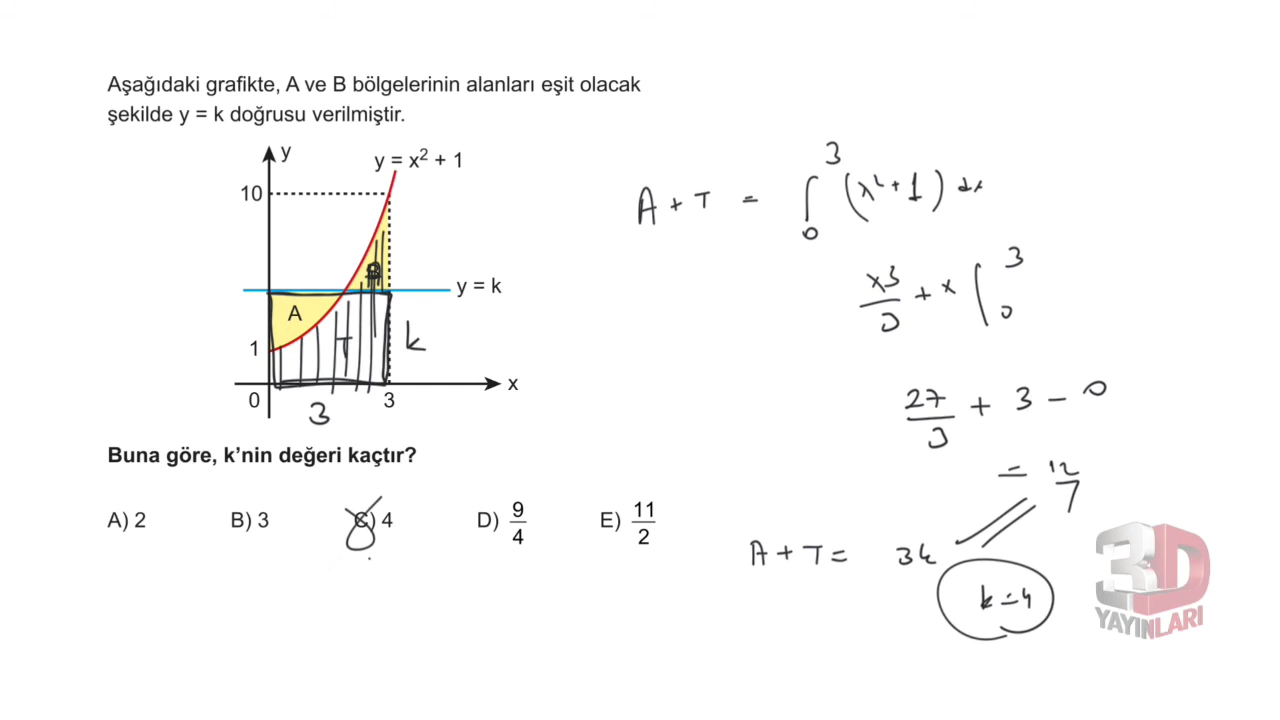 Aşağıdaki grafikte, A ve B bölgelerinin alanları eşit olacak
şekilde y = k doğrusu verilmiştir.
y
y = x² + 1
10
B
y = k
A
T
k
1
0
3
x
3
Buna göre, k’nin değeri kaçtır?
A) 2 B) 3 C) 4 D) 9/4 E) 11/2
A + T = ∫₀³ (x² + 1) dx
x3/3 + x |₀³
27/3 + 3 − 0
= 12
A + T = 3k
k = 4
3D
YAYINLARI